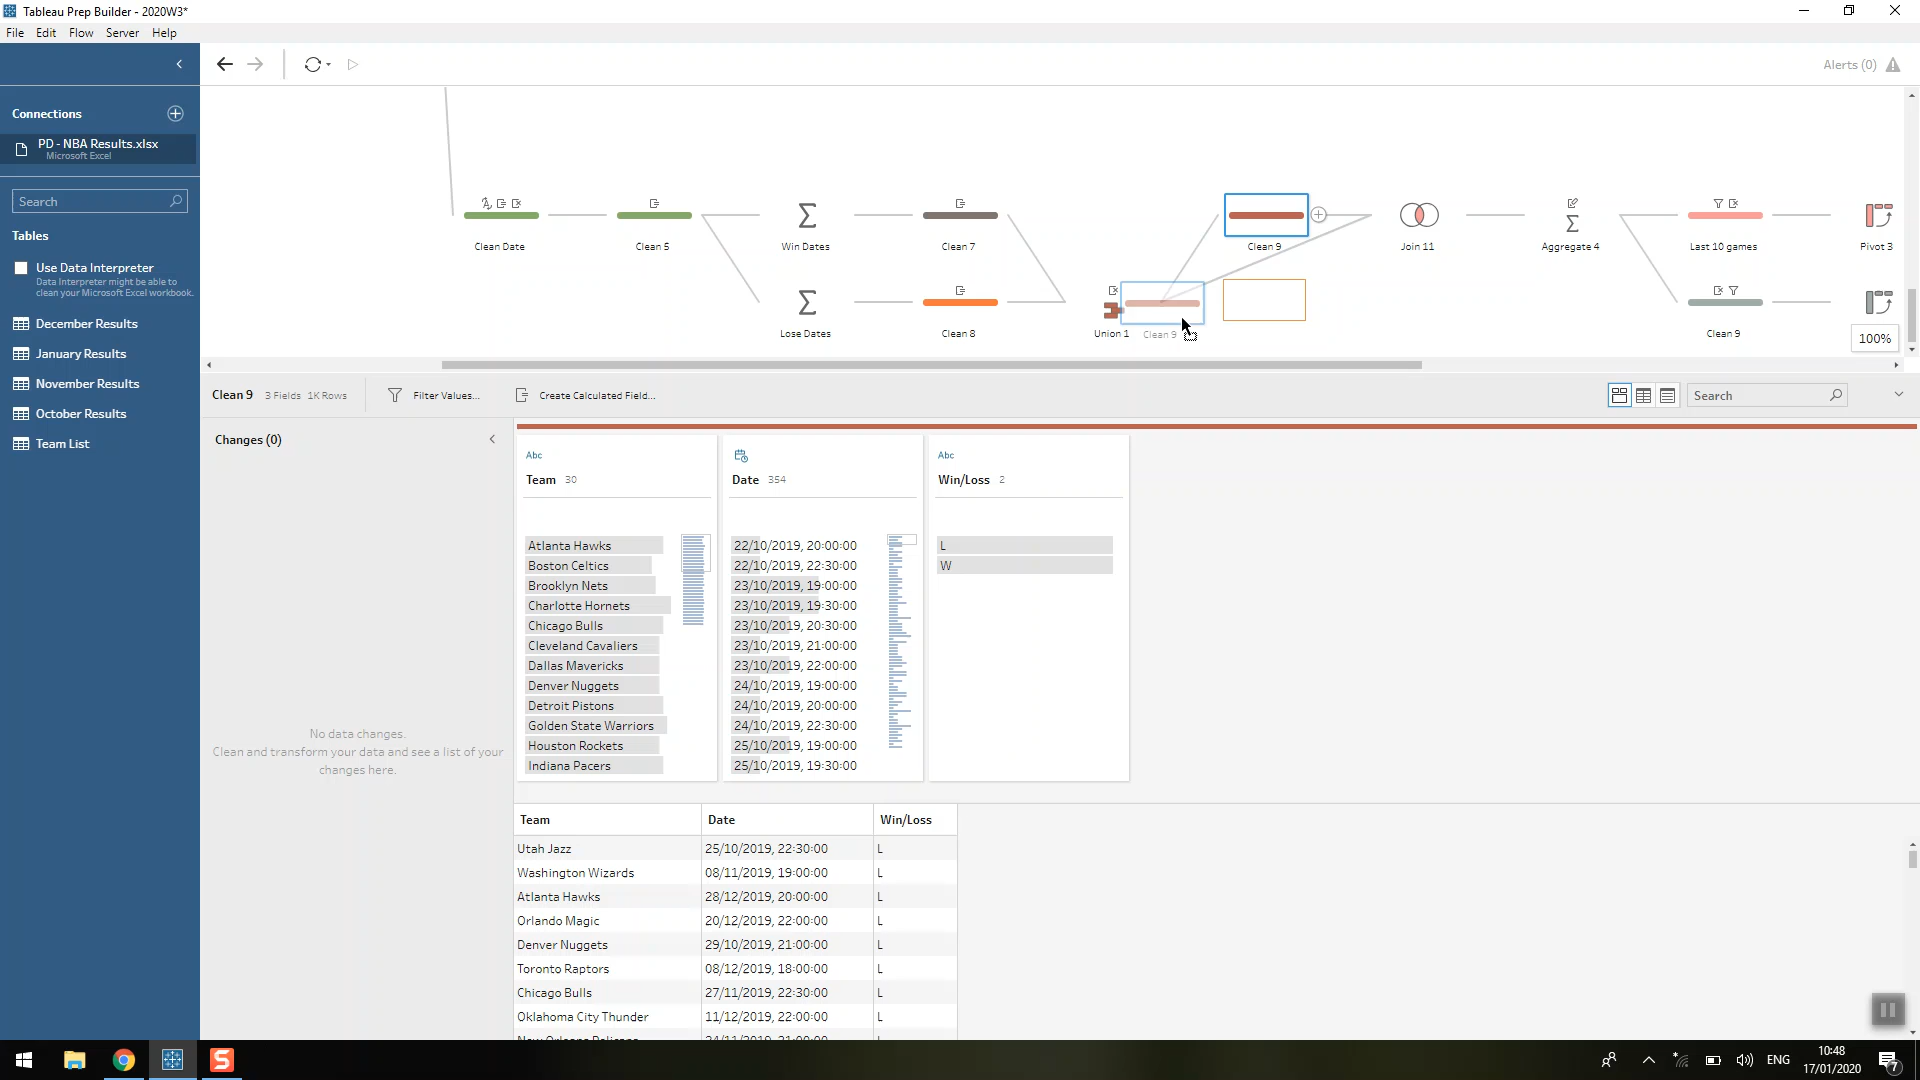 Tableau Prep Builder - 2020W3*
File Edit Flow Server Help
Alerts (0)
Connections
PD - NBA Results.xlsx
Microsoft Excel
Search
Tables
Use Data Interpreter
Data Interpreter might be able to
clean your Microsoft Excel workbook.
December Results
January Results
November Results
October Results
Team List
Clean Date
Clean 5
Win Dates
Clean 7
Clean 9
Join 11
Aggregate 4
Last 10 games
Pivot 3
Lose Dates
Clean 8
Union 1
Clean 9
Clean 9
100%
Clean 9 3 Fields 1K Rows
Filter Values...
Create Calculated Field...
Search
Changes (0)
No data changes.
Clean and transform your data and see a list of your
changes here.
Abc
Team 30
Atlanta Hawks
Boston Celtics
Brooklyn Nets
Charlotte Hornets
Chicago Bulls
Cleveland Cavaliers
Dallas Mavericks
Denver Nuggets
Detroit Pistons
Golden State Warriors
Houston Rockets
Indiana Pacers
Date 354
22/10/2019, 20:00:00
22/10/2019, 22:30:00
23/10/2019, 19:00:00
23/10/2019, 19:30:00
23/10/2019, 20:30:00
23/10/2019, 21:00:00
23/10/2019, 22:00:00
24/10/2019, 19:00:00
24/10/2019, 20:00:00
24/10/2019, 22:30:00
25/10/2019, 19:00:00
25/10/2019, 19:30:00
Abc
Win/Loss 2
L
W
Team Date Win/Loss
Utah Jazz 25/10/2019, 22:30:00 L
Washington Wizards 08/11/2019, 19:00:00 L
Atlanta Hawks 28/12/2019, 20:00:00 L
Orlando Magic 20/12/2019, 22:00:00 L
Denver Nuggets 29/10/2019, 21:00:00 L
Toronto Raptors 08/12/2019, 18:00:00 L
Chicago Bulls 27/11/2019, 22:30:00 L
Oklahoma City Thunder 11/12/2019, 22:00:00 L
ENG
10:48
17/01/2020
7